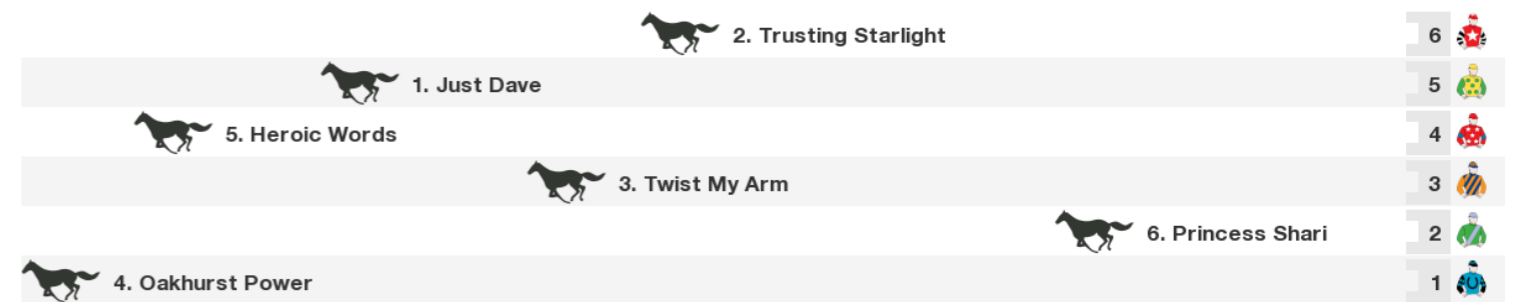 2. Trusting Starlight 6
1. Just Dave 5
5. Heroic Words 4
3. Twist My Arm 3
6. Princess Shari 2
4. Oakhurst Power 1